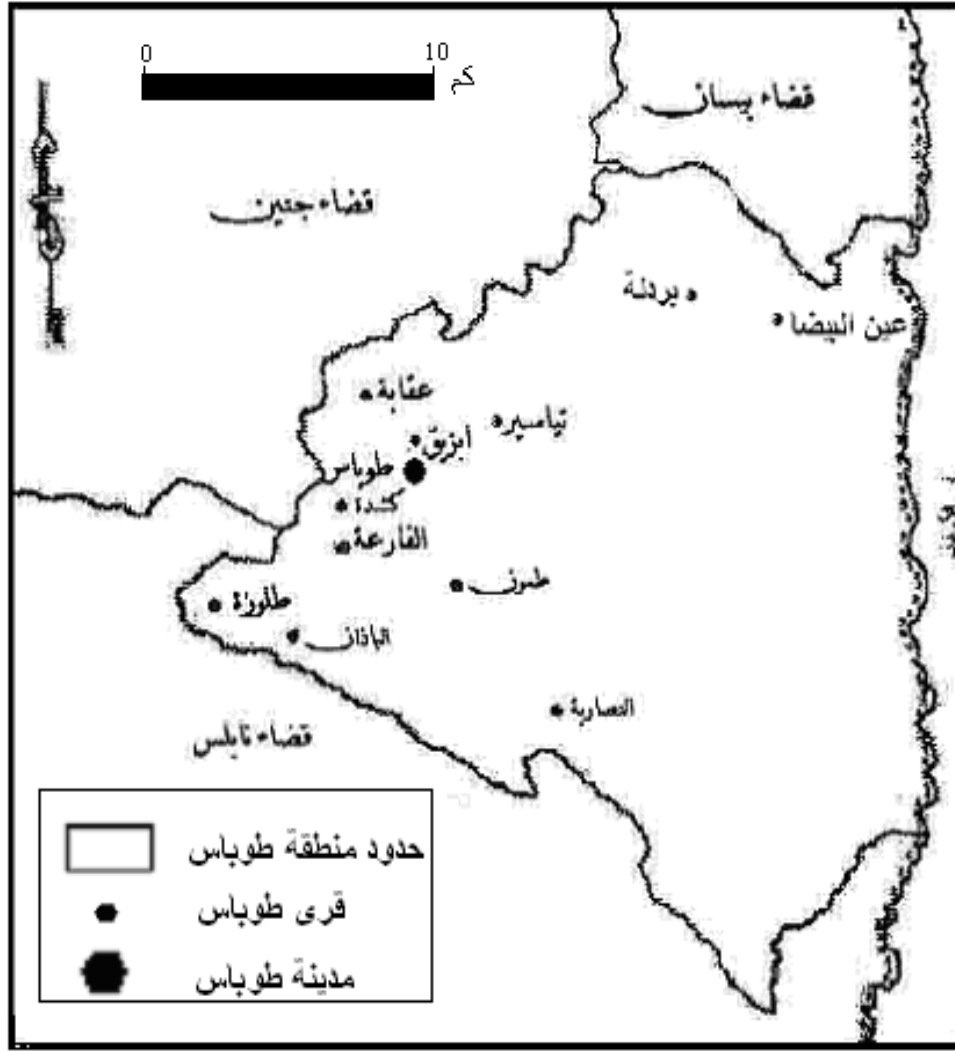 0 10
كم
قضاء بيسان
قضاء جنين
بردلة
عين البيضا
عقابة
تياسير
ابزيق
طوباس
كشدة
الفارعة
طمون
طلوزة
الباذان
النصارية
قضاء نابلس
حدود منطقة طوباس
قرى طوباس
مدينة طوباس